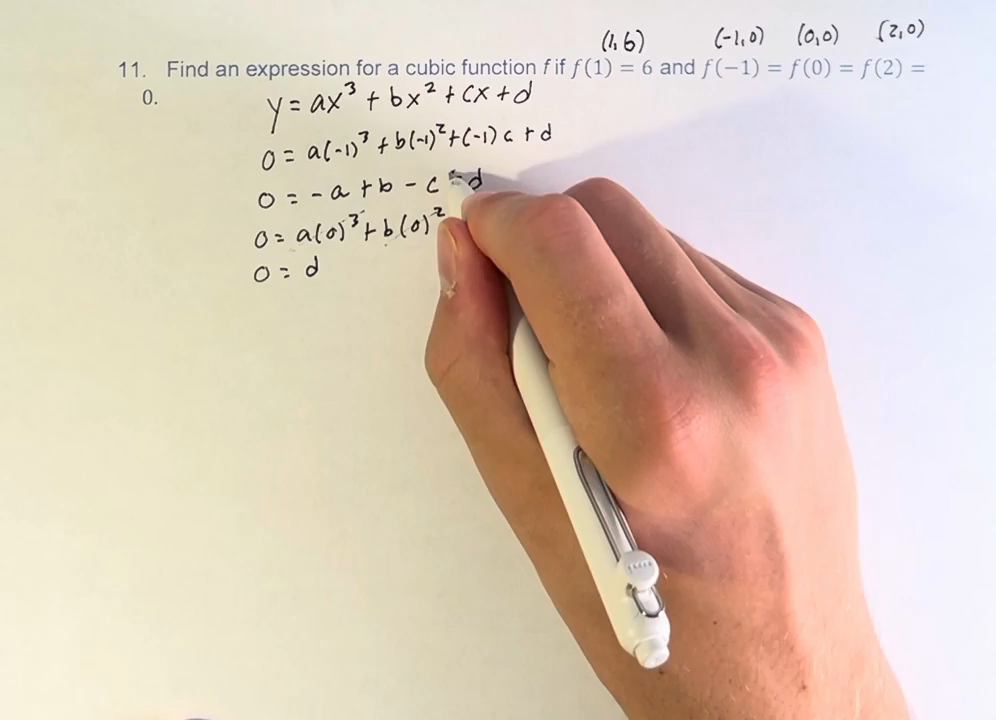 (1,6) (-1,0) (0,0) (2,0)
11. Find an expression for a cubic function f if f(1) = 6 and f(−1) = f(0) = f(2) =
0.
y = ax³ + bx² + cx + d
0 = a(-1)³ + b(-1)² + (-1)c + d
0 = -a + b - c + d
0 = a(0)³ + b(0)²
0 = d